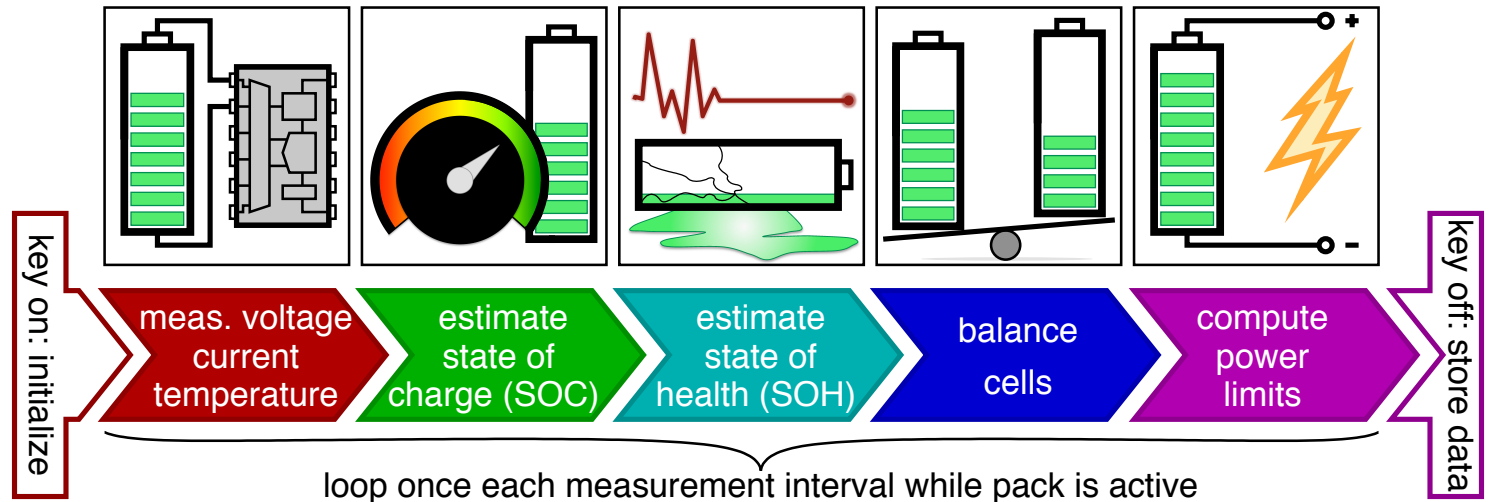 +
−
key on: initialize
meas. voltage
current
temperature
estimate
state of
charge (SOC)
estimate
state of
health (SOH)
balance
cells
compute
power
limits
key off: store data
loop once each measurement interval while pack is active